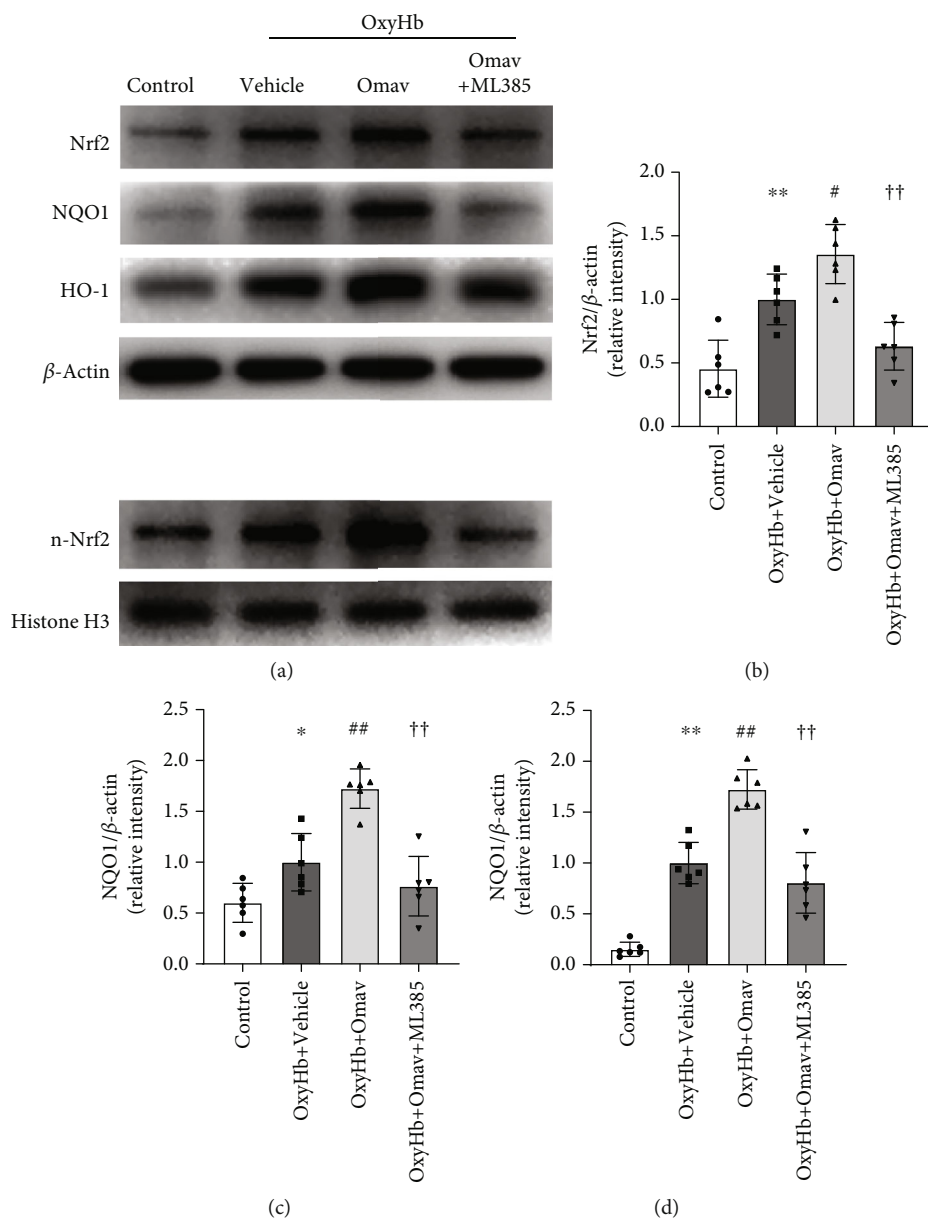 OxyHb
Control Vehicle Omav Omav
+ML385
Nrf2
NQO1
HO-1
β-Actin
n-Nrf2
Histone H3
(a)
Nrf2/β-actin
(relative intensity)
2.0
1.5
1.0
0.5
0.0
** # ††
Control
OxyHb+Vehicle
OxyHb+Omav
OxyHb+Omav+ML385
(b)
NQO1/β-actin
(relative intensity)
2.5
2.0
1.5
1.0
0.5
0.0
* ## ††
Control
OxyHb+Vehicle
OxyHb+Omav
OxyHb+Omav+ML385
(c)
NQO1/β-actin
(relative intensity)
2.5
2.0
1.5
1.0
0.5
0.0
** ## ††
Control
OxyHb+Vehicle
OxyHb+Omav
OxyHb+Omav+ML385
(d)